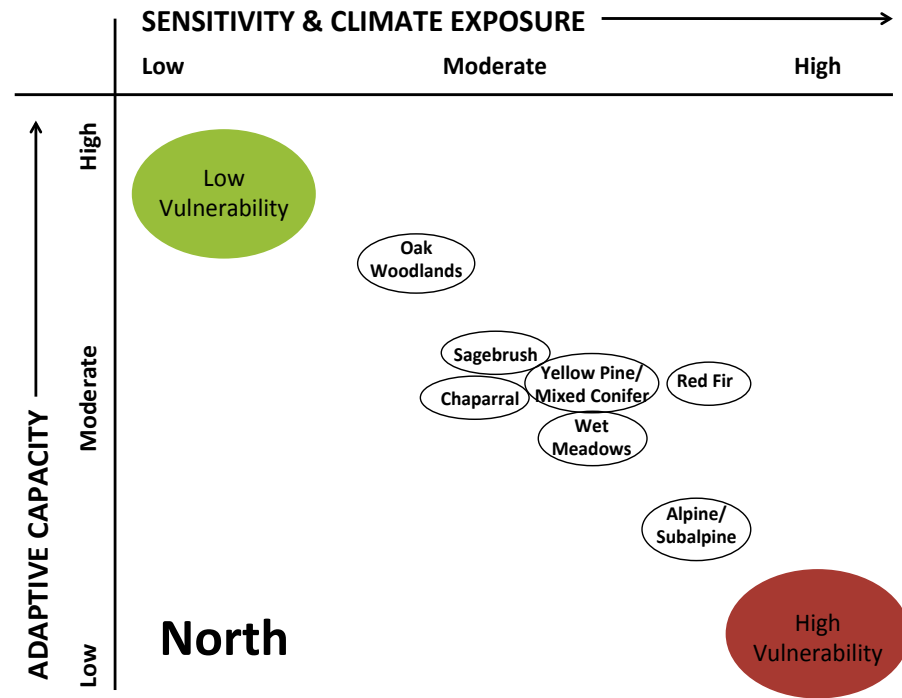 SENSITIVITY & CLIMATE EXPOSURE
Low
Moderate
High
ADAPTIVE CAPACITY
High
Moderate
Low
Low
Vulnerability
Oak
Woodlands
Sagebrush
Chaparral
Yellow Pine/
Mixed Conifer
Red Fir
Wet
Meadows
Alpine/
Subalpine
High
Vulnerability
North